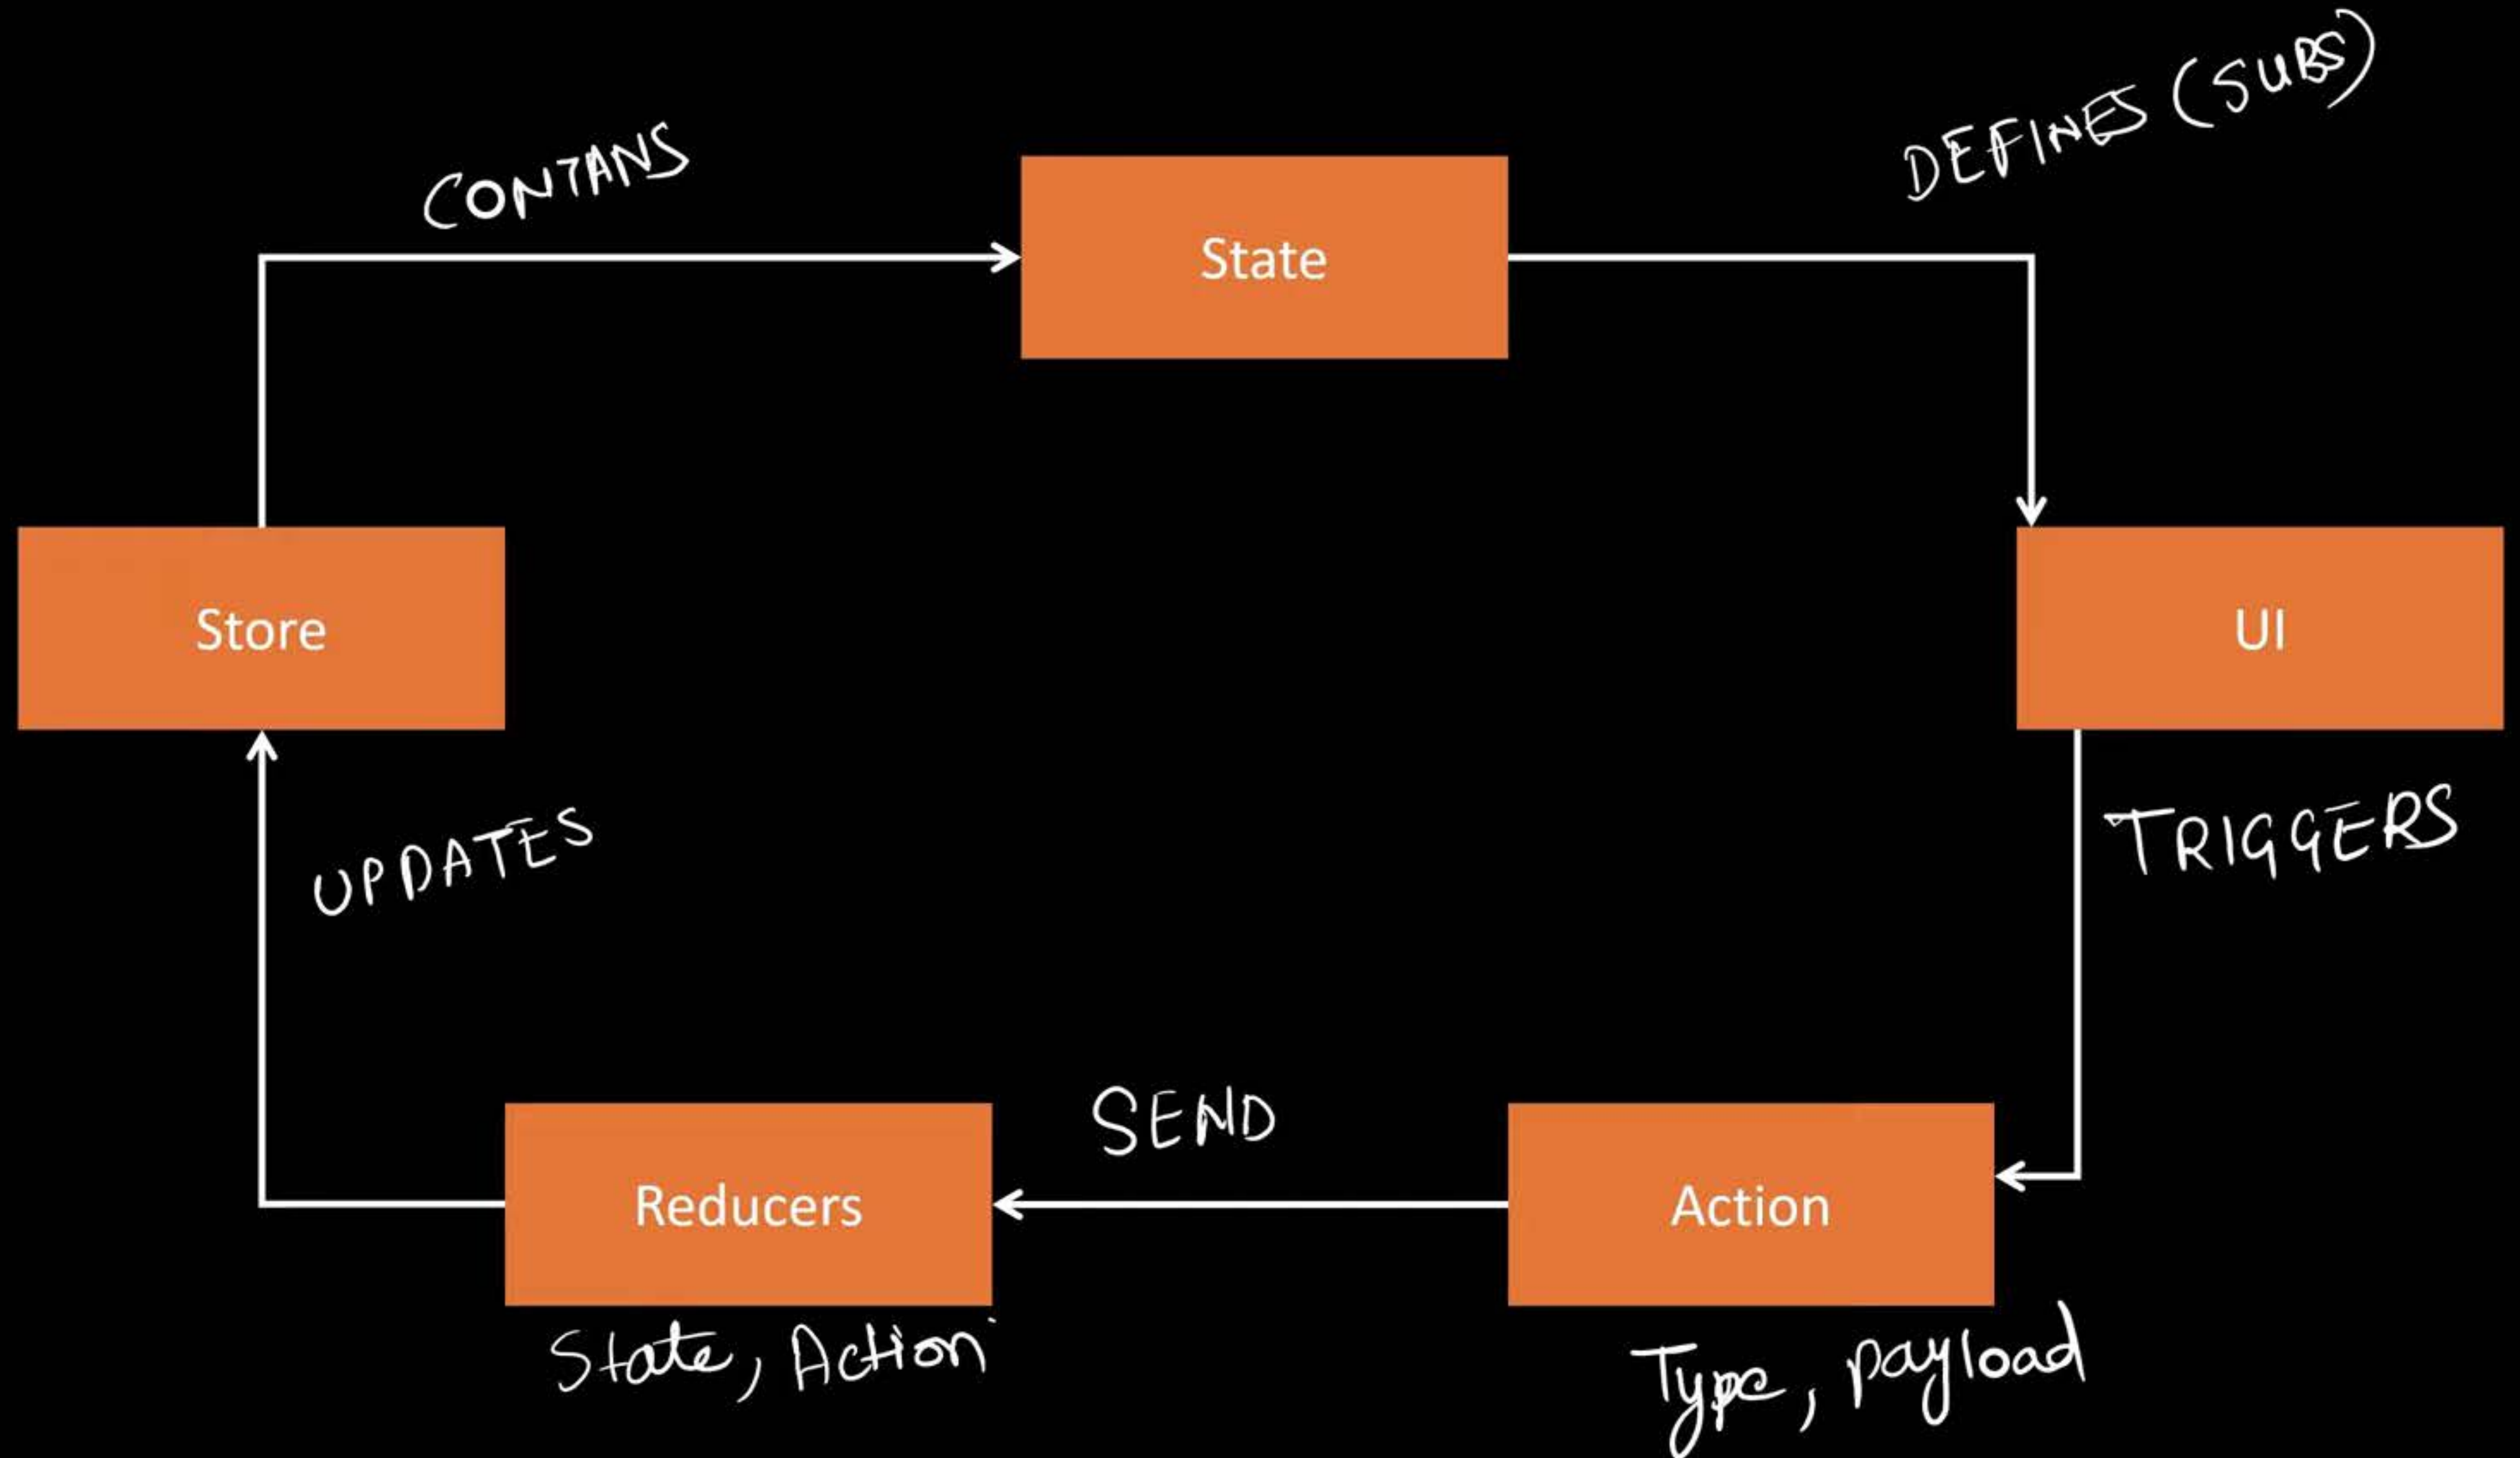 CONTANS
DEFINES (SUBS)
State
Store
UI
UPDATES
TRIGGERS
SEND
Reducers
Action
State, Action
Type, payload